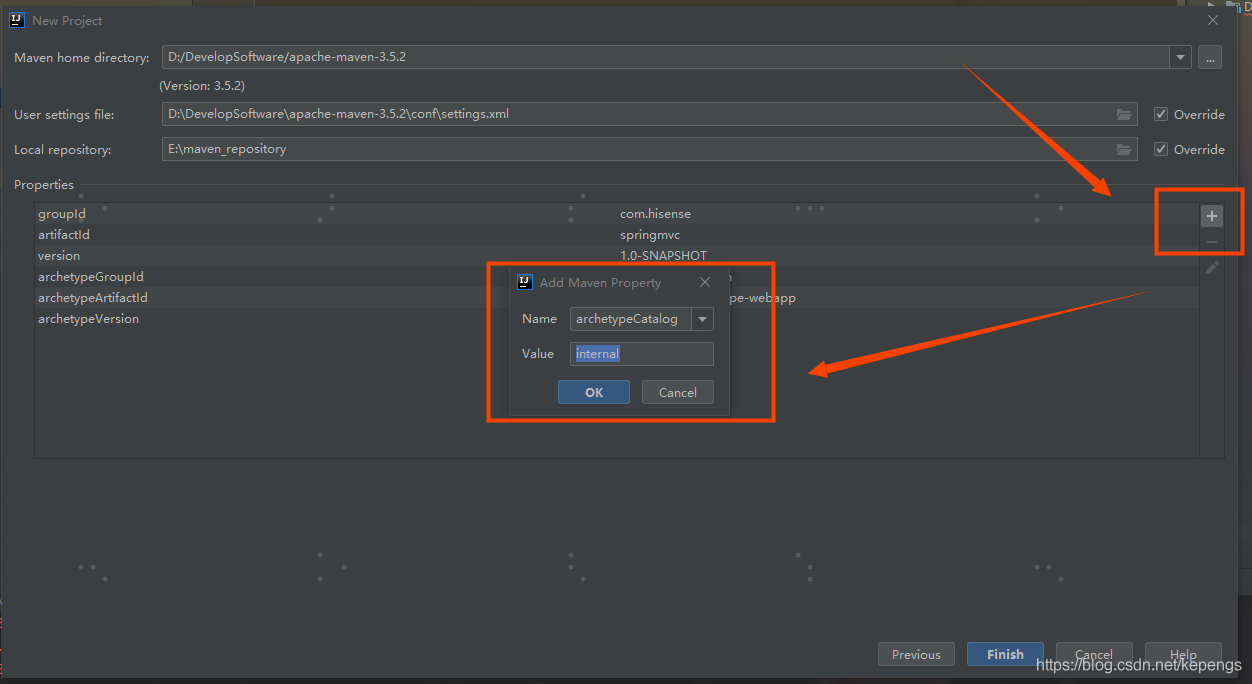 New Project
Maven home directory: D:/DevelopSoftware/apache-maven-3.5.2 ...
(Version: 3.5.2)
User settings file: D:\DevelopSoftware\apache-maven-3.5.2\conf\settings.xml Override
Local repository: E:\maven_repository Override
Properties
groupId com.hisense
artifactId springmvc
version 1.0-SNAPSHOT
archetypeGroupId
archetypeArtifactId pe-webapp
archetypeVersion
Add Maven Property
Name archetypeCatalog
Value internal
OK Cancel
Previous Finish Cancel Help
https://blog.csdn.net/kepengs